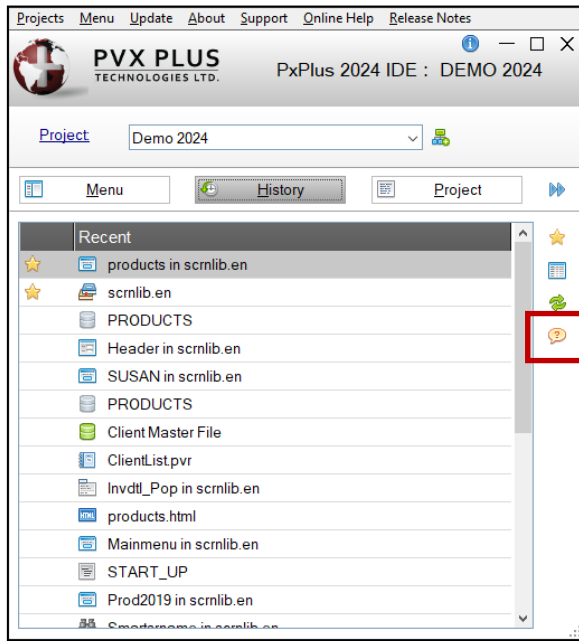 Projects Menu Update About Support Online Help Release Notes
PVX PLUS
TECHNOLOGIES LTD.
PxPlus 2024 IDE : DEMO 2024
Project
Demo 2024
Menu
History
Project
Recent
products in scrnlib.en
scrnlib.en
PRODUCTS
Header in scrnlib.en
SUSAN in scrnlib.en
PRODUCTS
Client Master File
ClientList.pvr
Invdtl_Pop in scrnlib.en
HTML
products.html
Mainmenu in scrnlib.en
START_UP
Prod2019 in scrnlib.en